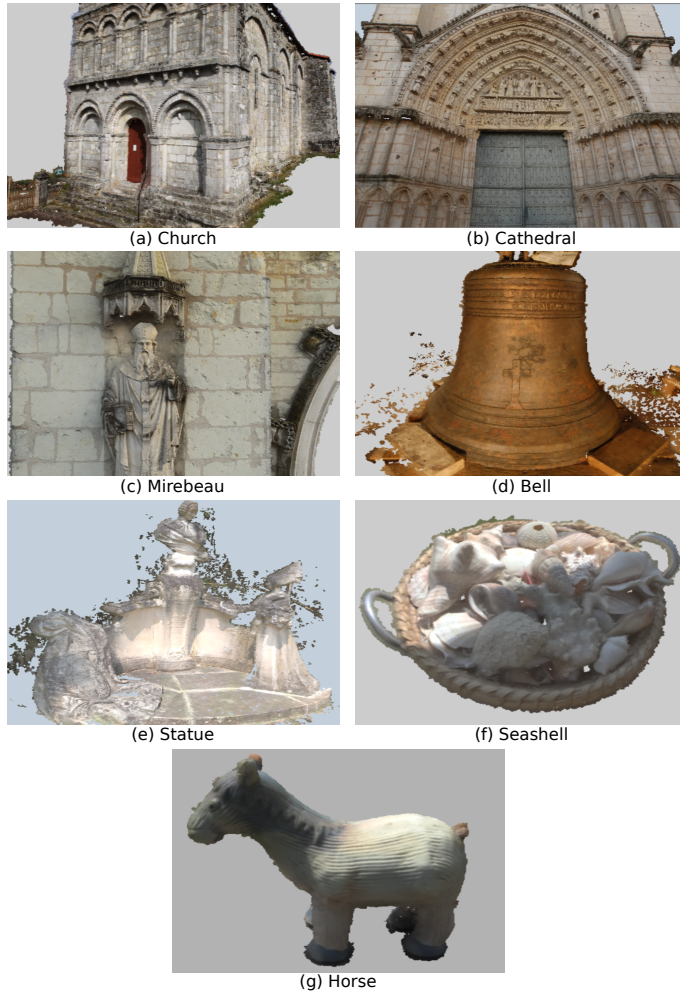 (a) Church
(b) Cathedral
(c) Mirebeau
(d) Bell
(e) Statue
(f) Seashell
(g) Horse